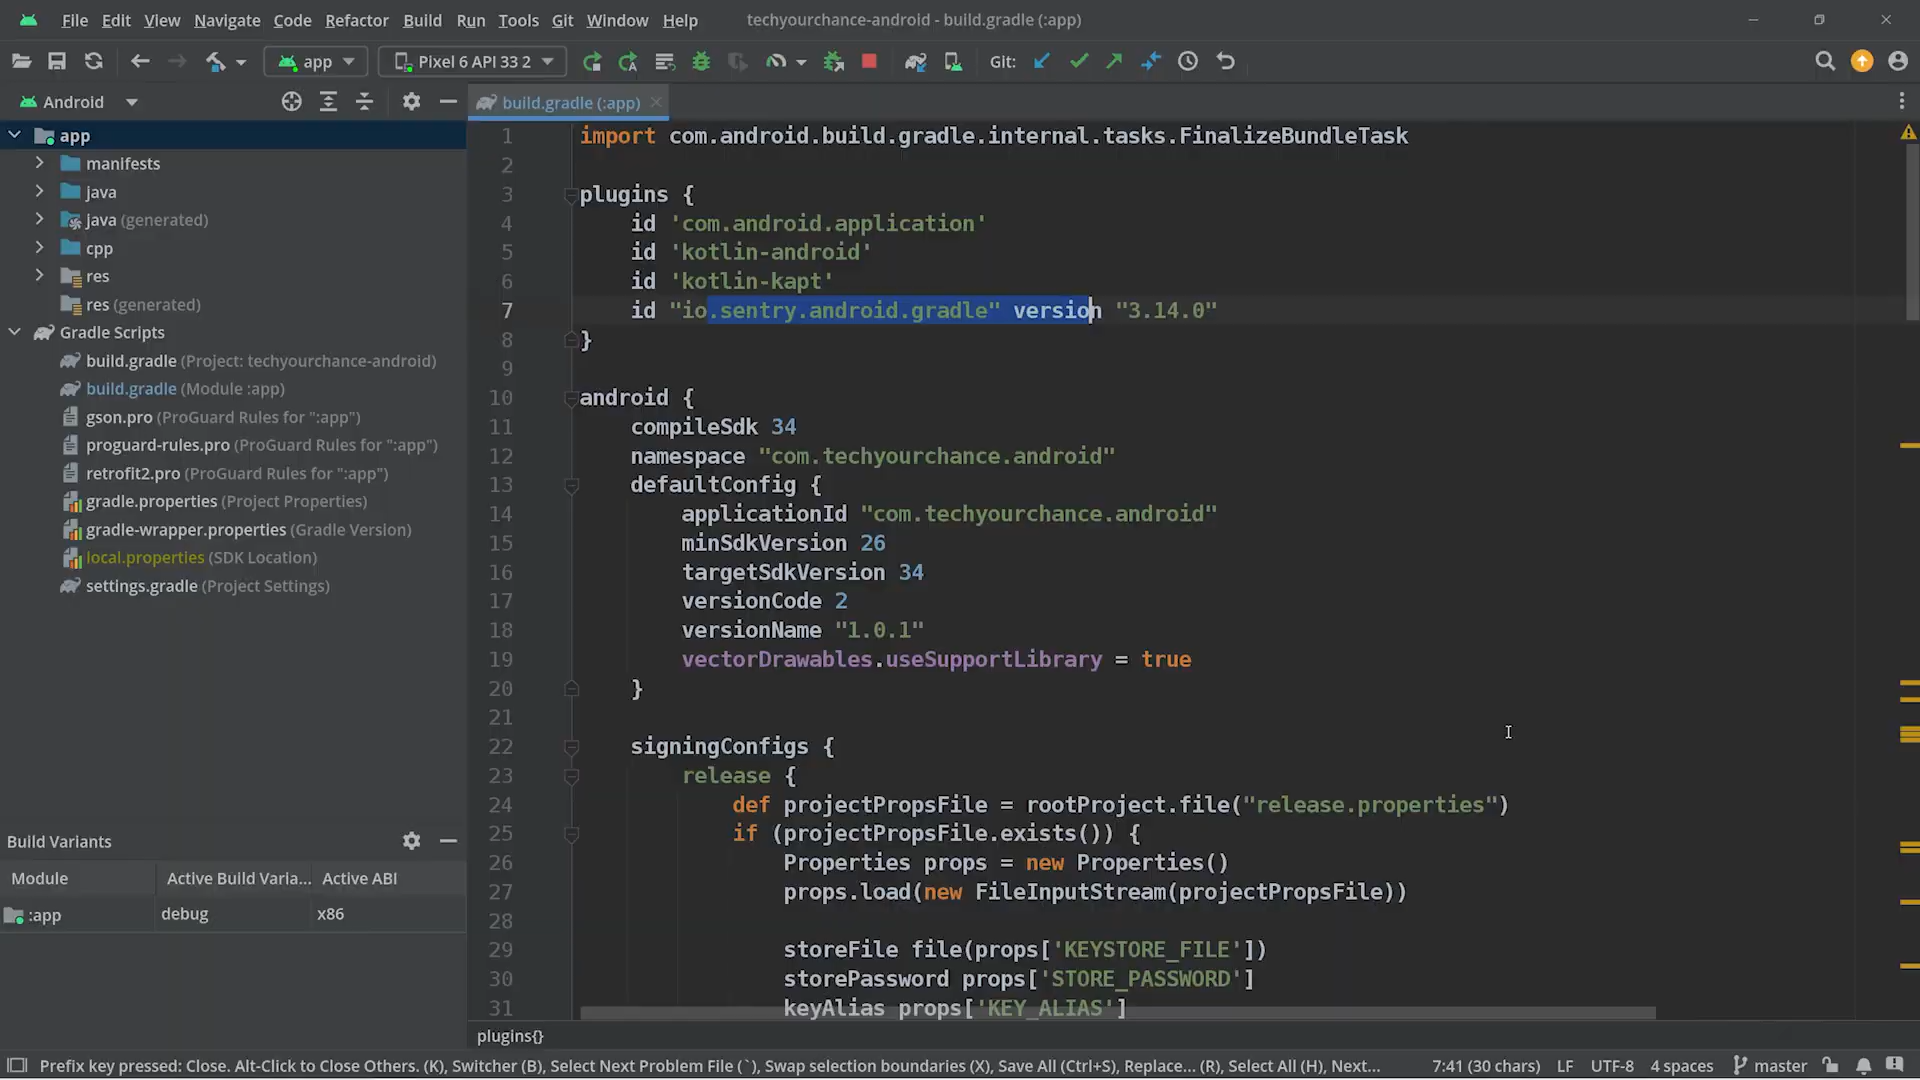 File Edit View Navigate Code Refactor Build Run Tools Git Window Help techyourchance-android - build.gradle (:app)
app Pixel 6 API 33 2 Git:
Android
build.gradle (:app)
app
manifests
java
java (generated)
cpp
res
res (generated)
Gradle Scripts
build.gradle (Project: techyourchance-android)
build.gradle (Module :app)
gson.pro (ProGuard Rules for ":app")
proguard-rules.pro (ProGuard Rules for ":app")
retrofit2.pro (ProGuard Rules for ":app")
gradle.properties (Project Properties)
gradle-wrapper.properties (Gradle Version)
local.properties (SDK Location)
settings.gradle (Project Settings)
Build Variants
Module Active Build Varia... Active ABI
:app debug x86
1 import com.android.build.gradle.internal.tasks.FinalizeBundleTask
2
3 plugins {
4 id 'com.android.application'
5 id 'kotlin-android'
6 id 'kotlin-kapt'
7 id "io.sentry.android.gradle" version "3.14.0"
8 }
9
10 android {
11 compileSdk 34
12 namespace "com.techyourchance.android"
13 defaultConfig {
14 applicationId "com.techyourchance.android"
15 minSdkVersion 26
16 targetSdkVersion 34
17 versionCode 2
18 versionName "1.0.1"
19 vectorDrawables.useSupportLibrary = true
20 }
21
22 signingConfigs {
23 release {
24 def projectPropsFile = rootProject.file("release.properties")
25 if (projectPropsFile.exists()) {
26 Properties props = new Properties()
27 props.load(new FileInputStream(projectPropsFile))
28
29 storeFile file(props['KEYSTORE_FILE'])
30 storePassword props['STORE_PASSWORD']
31 keyAlias props['KEY_ALIAS']
plugins{}
Prefix key pressed: Close. Alt-Click to Close Others. (K), Switcher (B), Select Next Problem File (`), Swap selection boundaries (X), Save All (Ctrl+S), Replace... (R), Select All (H), Next... 7:41 (30 chars) LF UTF-8 4 spaces master